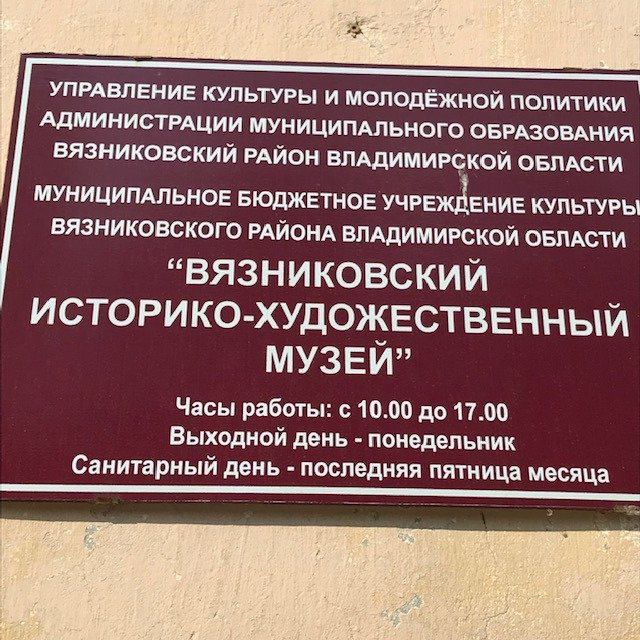 УПРАВЛЕНИЕ КУЛЬТУРЫ И МОЛОДЁЖНОЙ ПОЛИТИКИ
АДМИНИСТРАЦИИ МУНИЦИПАЛЬНОГО ОБРАЗОВАНИЯ
ВЯЗНИКОВСКИЙ РАЙОН ВЛАДИМИРСКОЙ ОБЛАСТИ
МУНИЦИПАЛЬНОЕ БЮДЖЕТНОЕ УЧРЕЖДЕНИЕ КУЛЬТУРЫ
ВЯЗНИКОВСКОГО РАЙОНА ВЛАДИМИРСКОЙ ОБЛАСТИ
“ВЯЗНИКОВСКИЙ
ИСТОРИКО-ХУДОЖЕСТВЕННЫЙ
МУЗЕЙ”
Часы работы: с 10.00 до 17.00
Выходной день - понедельник
Санитарный день - последняя пятница месяца